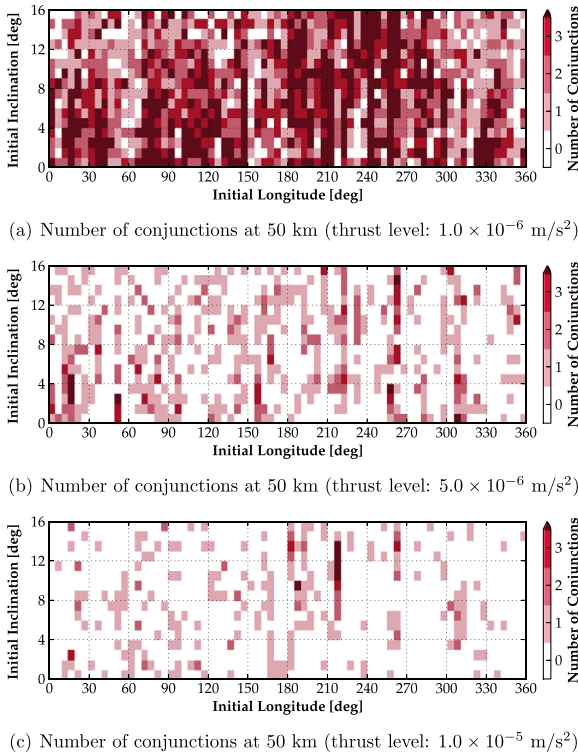 16
12
8
4
0
Initial Inclination [deg]
0 30 60 90 120 150 180 210 240 270 300 330 360
Initial Longitude [deg]
3
2
1
0
Number of Conjunctions
(a) Number of conjunctions at 50 km (thrust level: 1.0 × 10⁻⁶ m/s²)
16
12
8
4
0
Initial Inclination [deg]
0 30 60 90 120 150 180 210 240 270 300 330 360
Initial Longitude [deg]
3
2
1
0
Number of Conjunctions
(b) Number of conjunctions at 50 km (thrust level: 5.0 × 10⁻⁶ m/s²)
16
12
8
4
0
Initial Inclination [deg]
0 30 60 90 120 150 180 210 240 270 300 330 360
Initial Longitude [deg]
3
2
1
0
Number of Conjunctions
(c) Number of conjunctions at 50 km (thrust level: 1.0 × 10⁻⁵ m/s²)